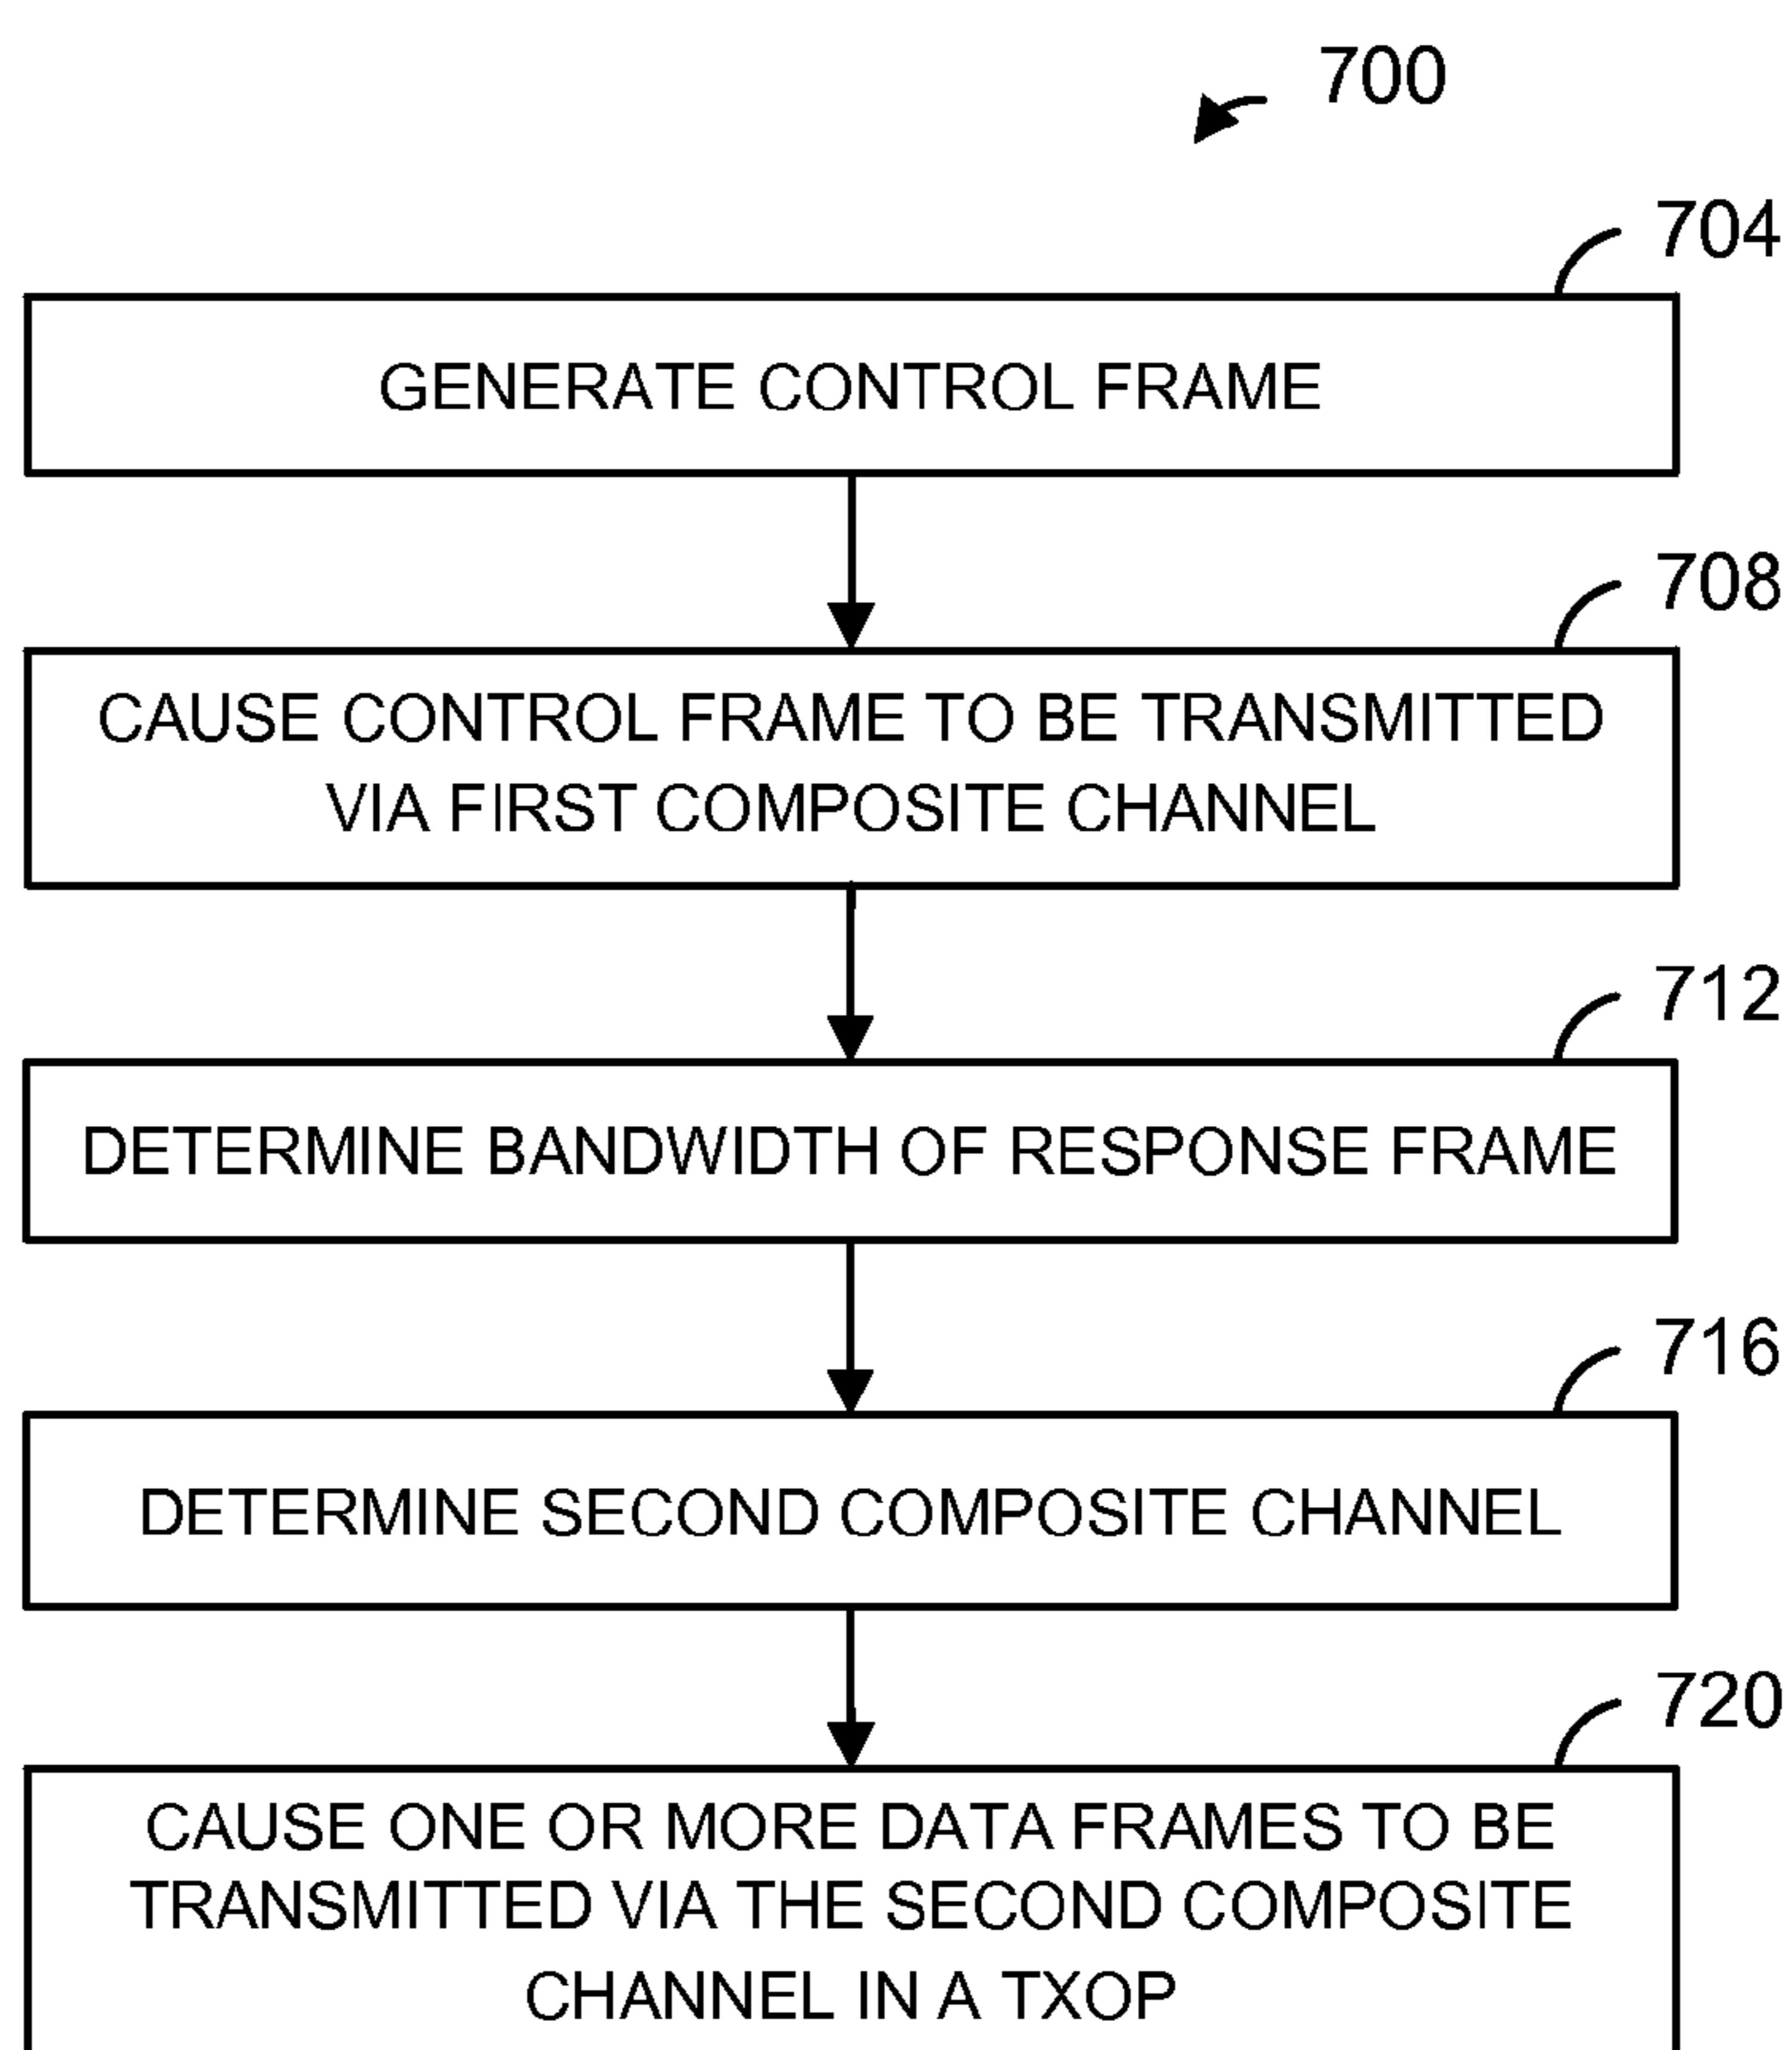 700
704
GENERATE CONTROL FRAME
708
CAUSE CONTROL FRAME TO BE TRANSMITTED
VIA FIRST COMPOSITE CHANNEL
712
DETERMINE BANDWIDTH OF RESPONSE FRAME
716
DETERMINE SECOND COMPOSITE CHANNEL
720
CAUSE ONE OR MORE DATA FRAMES TO BE
TRANSMITTED VIA THE SECOND COMPOSITE
CHANNEL IN A TXOP